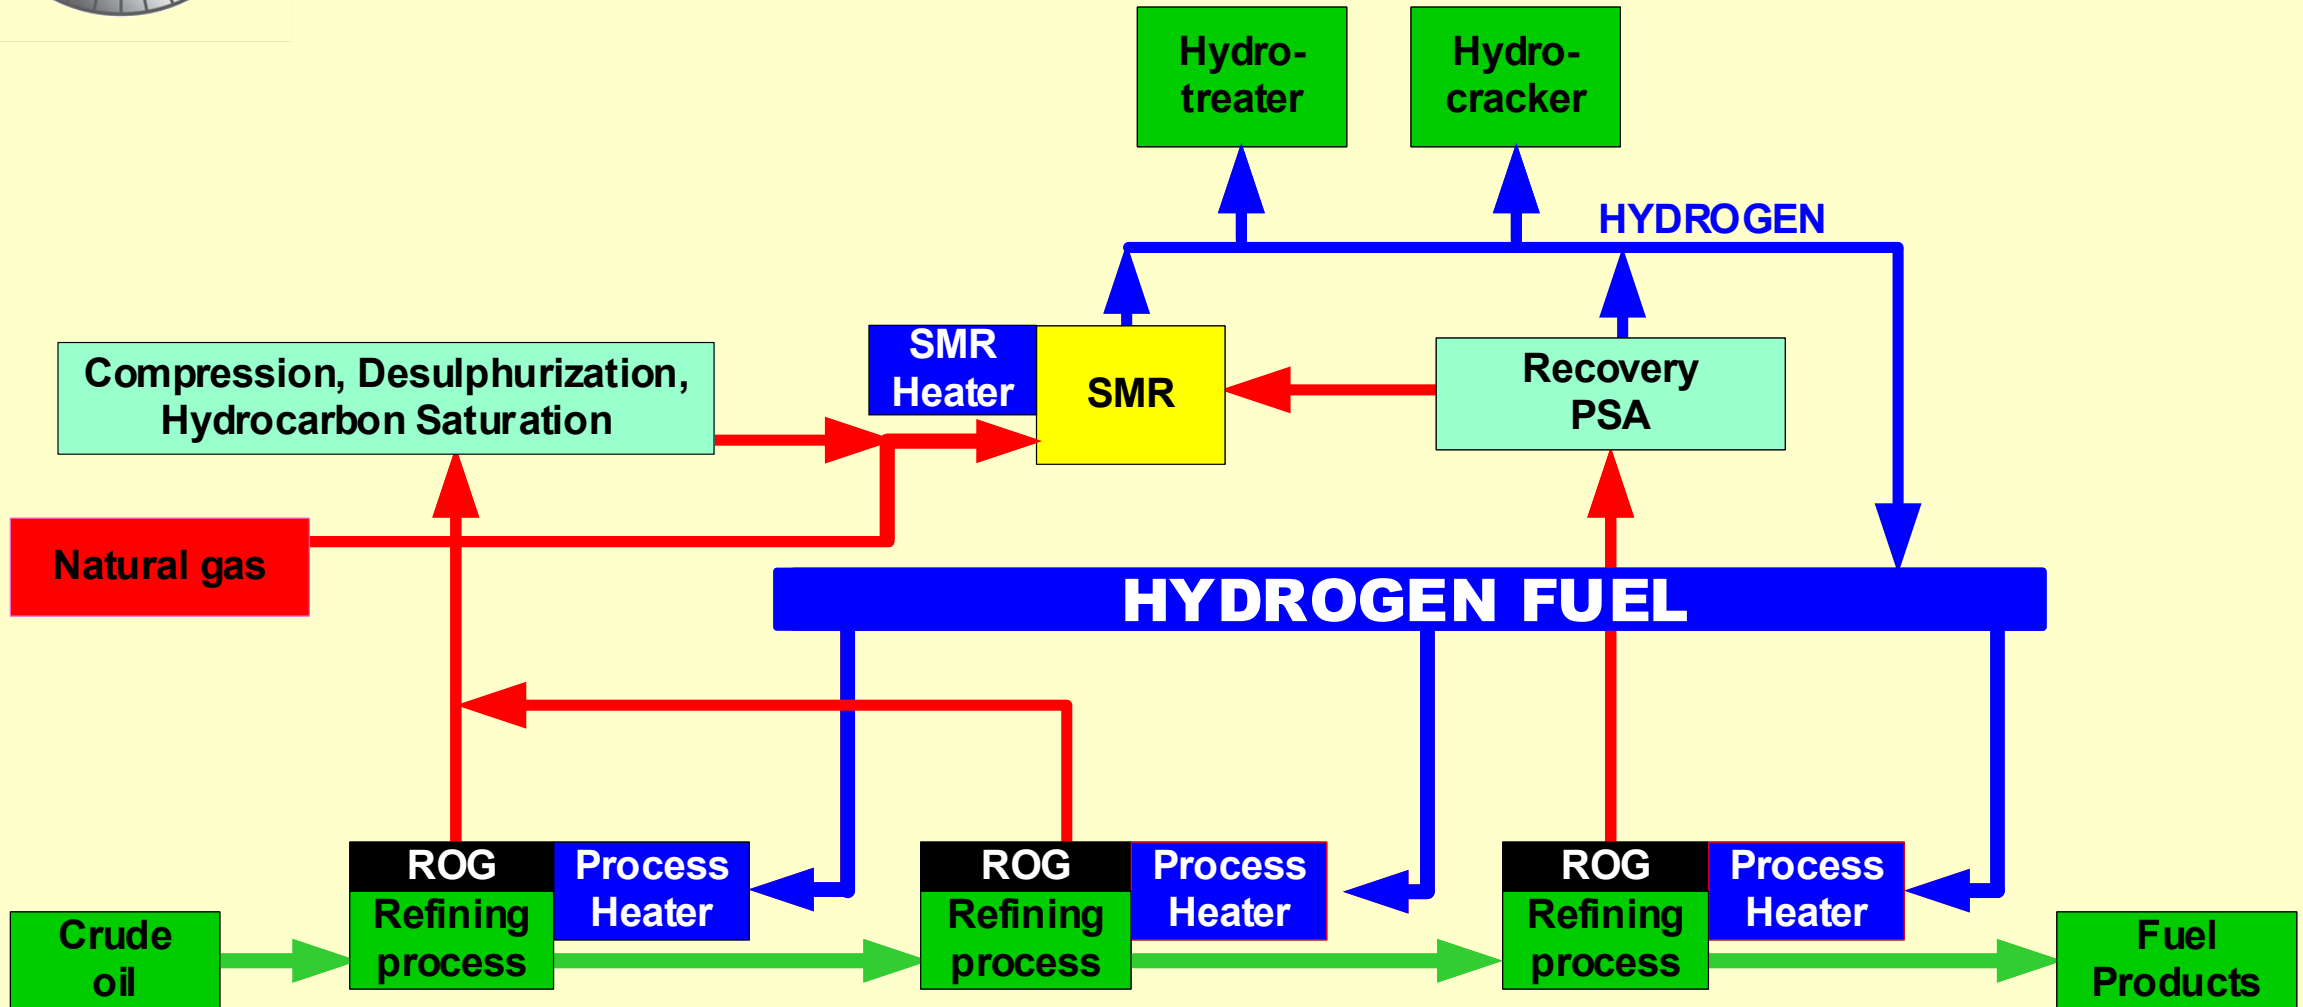 Hydro-
treater
Hydro-
cracker
HYDROGEN
SMR
Heater
SMR
Recovery
PSA
Compression, Desulphurization,
Hydrocarbon Saturation
Natural gas
HYDROGEN FUEL
ROG
Process
Heater
Refining
process
ROG
Process
Heater
Refining
process
ROG
Process
Heater
Refining
process
Crude
oil
Fuel
Products